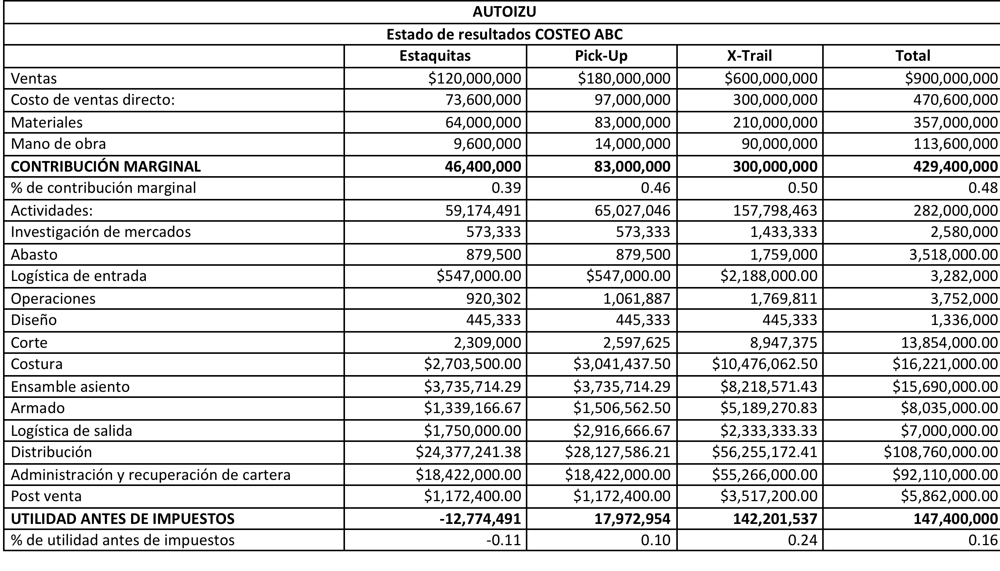 AUTOIZU
Estado de resultados COSTEO ABC
Estaquitas Pick-Up X-Trail Total
Ventas $120,000,000 $180,000,000 $600,000,000 $900,000,000
Costo de ventas directo: 73,600,000 97,000,000 300,000,000 470,600,000
Materiales 64,000,000 83,000,000 210,000,000 357,000,000
Mano de obra 9,600,000 14,000,000 90,000,000 113,600,000
CONTRIBUCIÓN MARGINAL 46,400,000 83,000,000 300,000,000 429,400,000
% de contribución marginal 0.39 0.46 0.50 0.48
Actividades: 59,174,491 65,027,046 157,798,463 282,000,000
Investigación de mercados 573,333 573,333 1,433,333 2,580,000
Abasto 879,500 879,500 1,759,000 3,518,000.00
Logística de entrada $547,000.00 $547,000.00 $2,188,000.00 3,282,000
Operaciones 920,302 1,061,887 1,769,811 3,752,000
Diseño 445,333 445,333 445,333 1,336,000
Corte 2,309,000 2,597,625 8,947,375 13,854,000.00
Costura $2,703,500.00 $3,041,437.50 $10,476,062.50 $16,221,000.00
Ensamble asiento $3,735,714.29 $3,735,714.29 $8,218,571.43 $15,690,000.00
Armado $1,339,166.67 $1,506,562.50 $5,189,270.83 $8,035,000.00
Logística de salida $1,750,000.00 $2,916,666.67 $2,333,333.33 $7,000,000.00
Distribución $24,377,241.38 $28,127,586.21 $56,255,172.41 $108,760,000.00
Administración y recuperación de cartera $18,422,000.00 $18,422,000.00 $55,266,000.00 $92,110,000.00
Post venta $1,172,400.00 $1,172,400.00 $3,517,200.00 $5,862,000.00
UTILIDAD ANTES DE IMPUESTOS -12,774,491 17,972,954 142,201,537 147,400,000
% de utilidad antes de impuestos -0.11 0.10 0.24 0.16